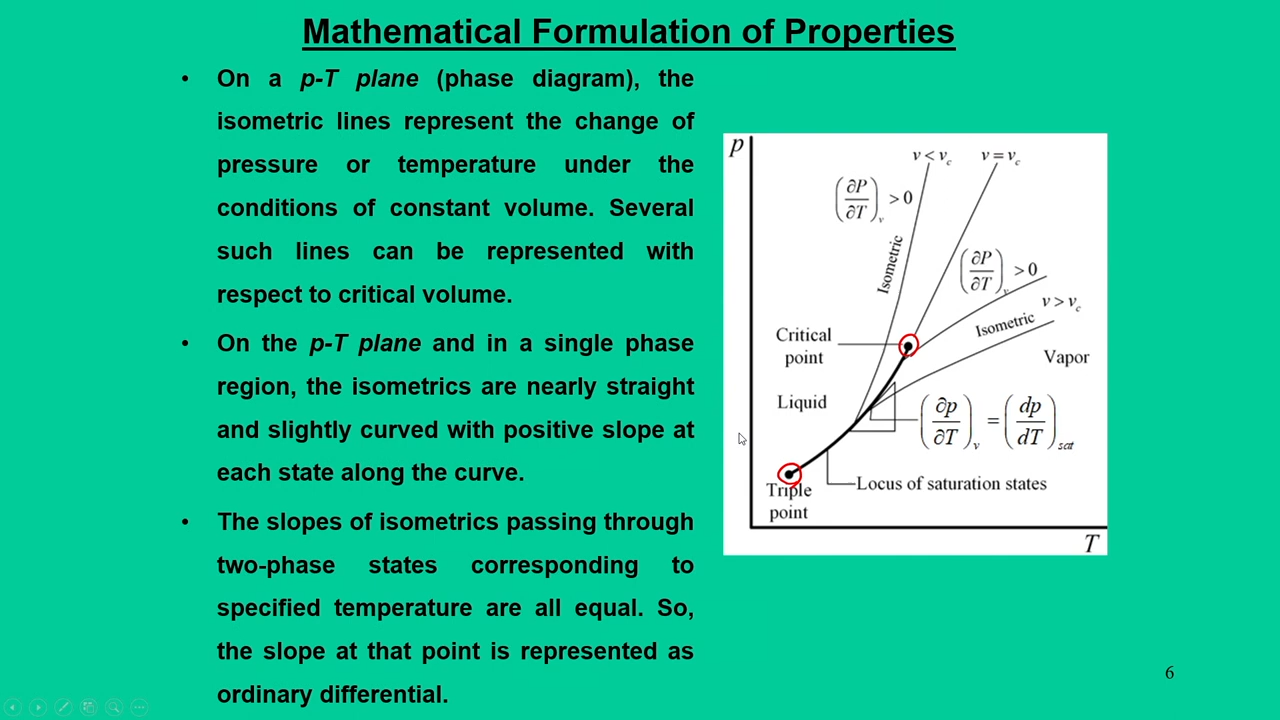 Mathematical Formulation of Properties
• On a p-T plane (phase diagram), the
isometric lines represent the change of
pressure or temperature under the
conditions of constant volume. Several
such lines can be represented with
respect to critical volume.
• On the p-T plane and in a single phase
region, the isometrics are nearly straight
and slightly curved with positive slope at
each state along the curve.
• The slopes of isometrics passing through
two-phase states corresponding to
specified temperature are all equal. So,
the slope at that point is represented as
ordinary differential.
p
v < v_c
v = v_c
(∂P/∂T)_v > 0
Isometric
(∂P/∂T)_v > 0
v > v_c
Isometric
Critical
point
Vapor
Liquid
(∂p/∂T)_v = (dp/dT)_sat
Triple
point
Locus of saturation states
T
6